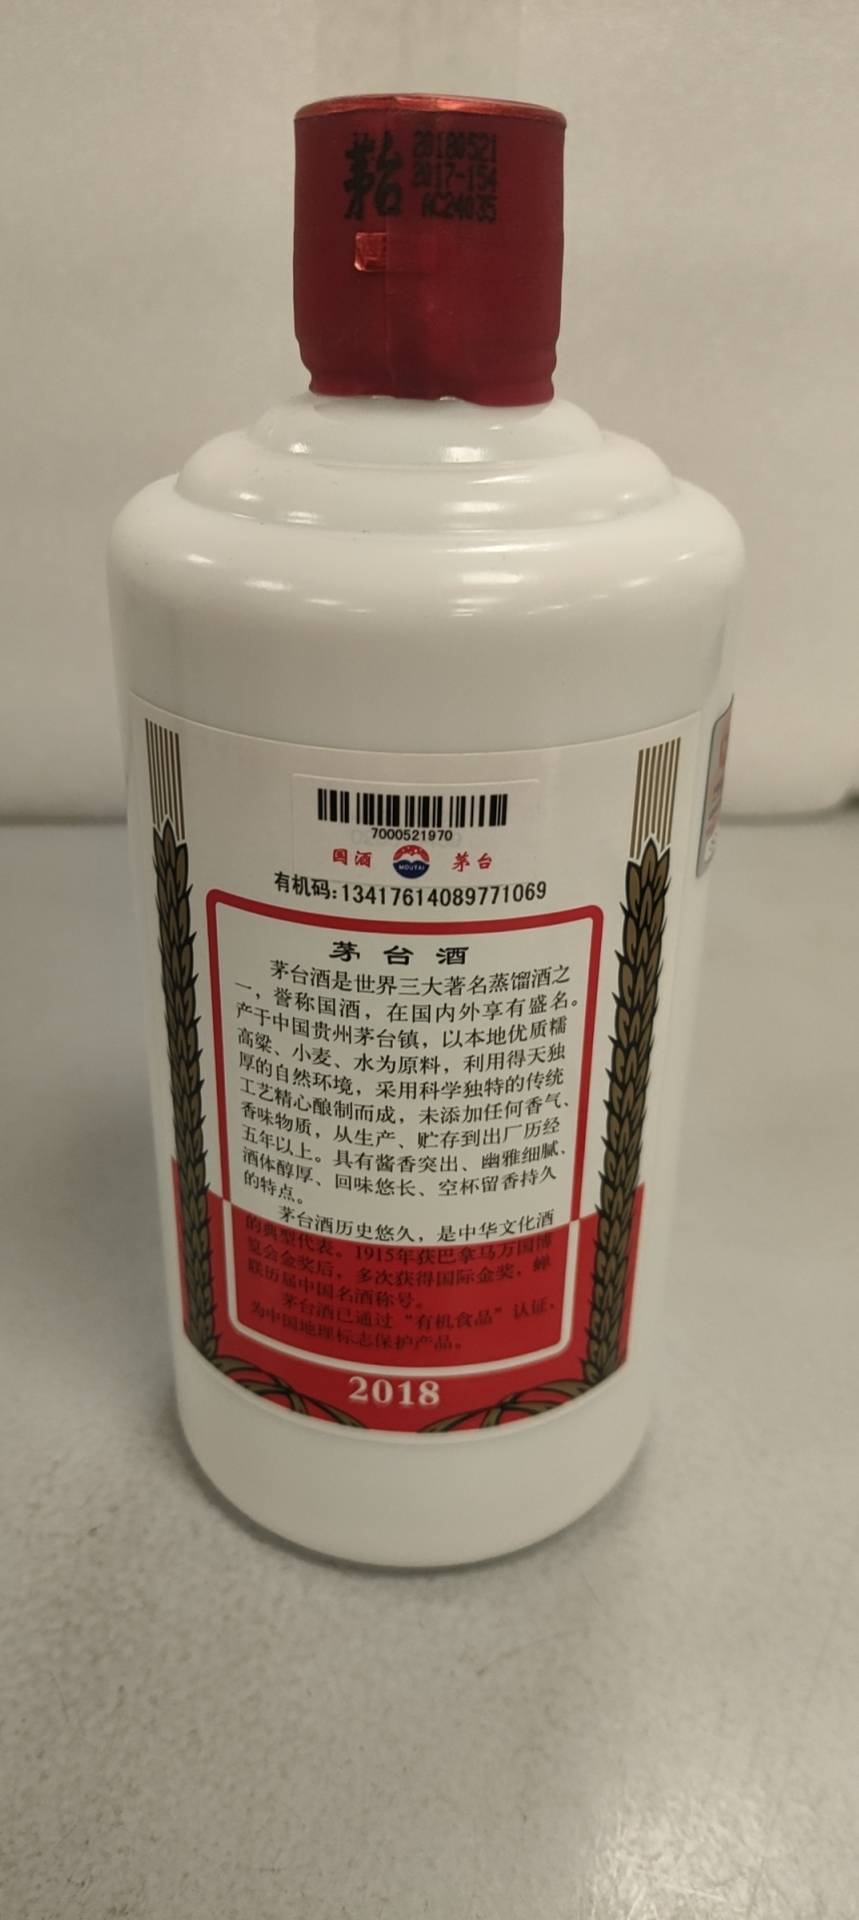 茅台
20180521
2017-154
AC24035
7000521970
国酒 MOUTAI 茅台
有机码:13417614089771069
茅台酒
茅台酒是世界三大著名蒸馏酒之
一，誉称国酒，在国内外享有盛名。
产于中国贵州茅台镇，以本地优质糯
高粱、小麦、水为原料，利用得天独
厚的自然环境，采用科学独特的传统
工艺精心酿制而成，未添加任何香气、
香味物质，从生产、贮存到出厂历经
五年以上。具有酱香突出、幽雅细腻、
酒体醇厚、回味悠长、空杯留香持久
的特点。
茅台酒历史悠久，是中华文化酒
的典型代表。1915年获巴拿马万国博
览会金奖后，多次获得国际金奖，蝉
联历届中国名酒称号。
茅台酒已通过“有机食品”认证，
为中国地理标志保护产品。
2018